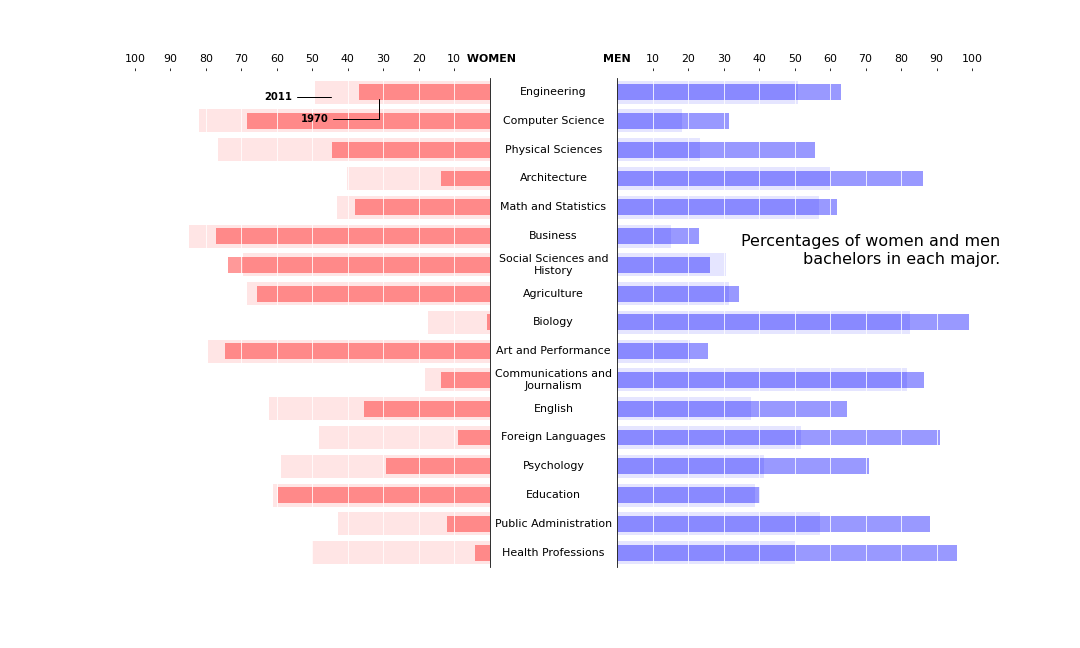 100 90 80 70 60 50 40 30 20 10 WOMEN MEN 10 20 30 40 50 60 70 80 90 100
Engineering
2011
1970
Computer Science
Physical Sciences
Architecture
Math and Statistics
Business
Percentages of women and men
bachelors in each major.
Social Sciences and
History
Agriculture
Biology
Art and Performance
Communications and
Journalism
English
Foreign Languages
Psychology
Education
Public Administration
Health Professions